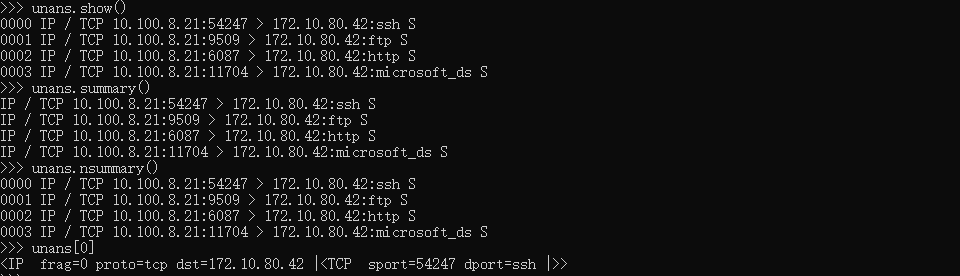 >>> unans.show()
0000 IP / TCP 10.100.8.21:54247 > 172.10.80.42:ssh S
0001 IP / TCP 10.100.8.21:9509 > 172.10.80.42:ftp S
0002 IP / TCP 10.100.8.21:6087 > 172.10.80.42:http S
0003 IP / TCP 10.100.8.21:11704 > 172.10.80.42:microsoft_ds S
>>> unans.summary()
IP / TCP 10.100.8.21:54247 > 172.10.80.42:ssh S
IP / TCP 10.100.8.21:9509 > 172.10.80.42:ftp S
IP / TCP 10.100.8.21:6087 > 172.10.80.42:http S
IP / TCP 10.100.8.21:11704 > 172.10.80.42:microsoft_ds S
>>> unans.nsummary()
0000 IP / TCP 10.100.8.21:54247 > 172.10.80.42:ssh S
0001 IP / TCP 10.100.8.21:9509 > 172.10.80.42:ftp S
0002 IP / TCP 10.100.8.21:6087 > 172.10.80.42:http S
0003 IP / TCP 10.100.8.21:11704 > 172.10.80.42:microsoft_ds S
>>> unans[0]
<IP  frag=0 proto=tcp dst=172.10.80.42 |<TCP  sport=54247 dport=ssh |>>
>>>